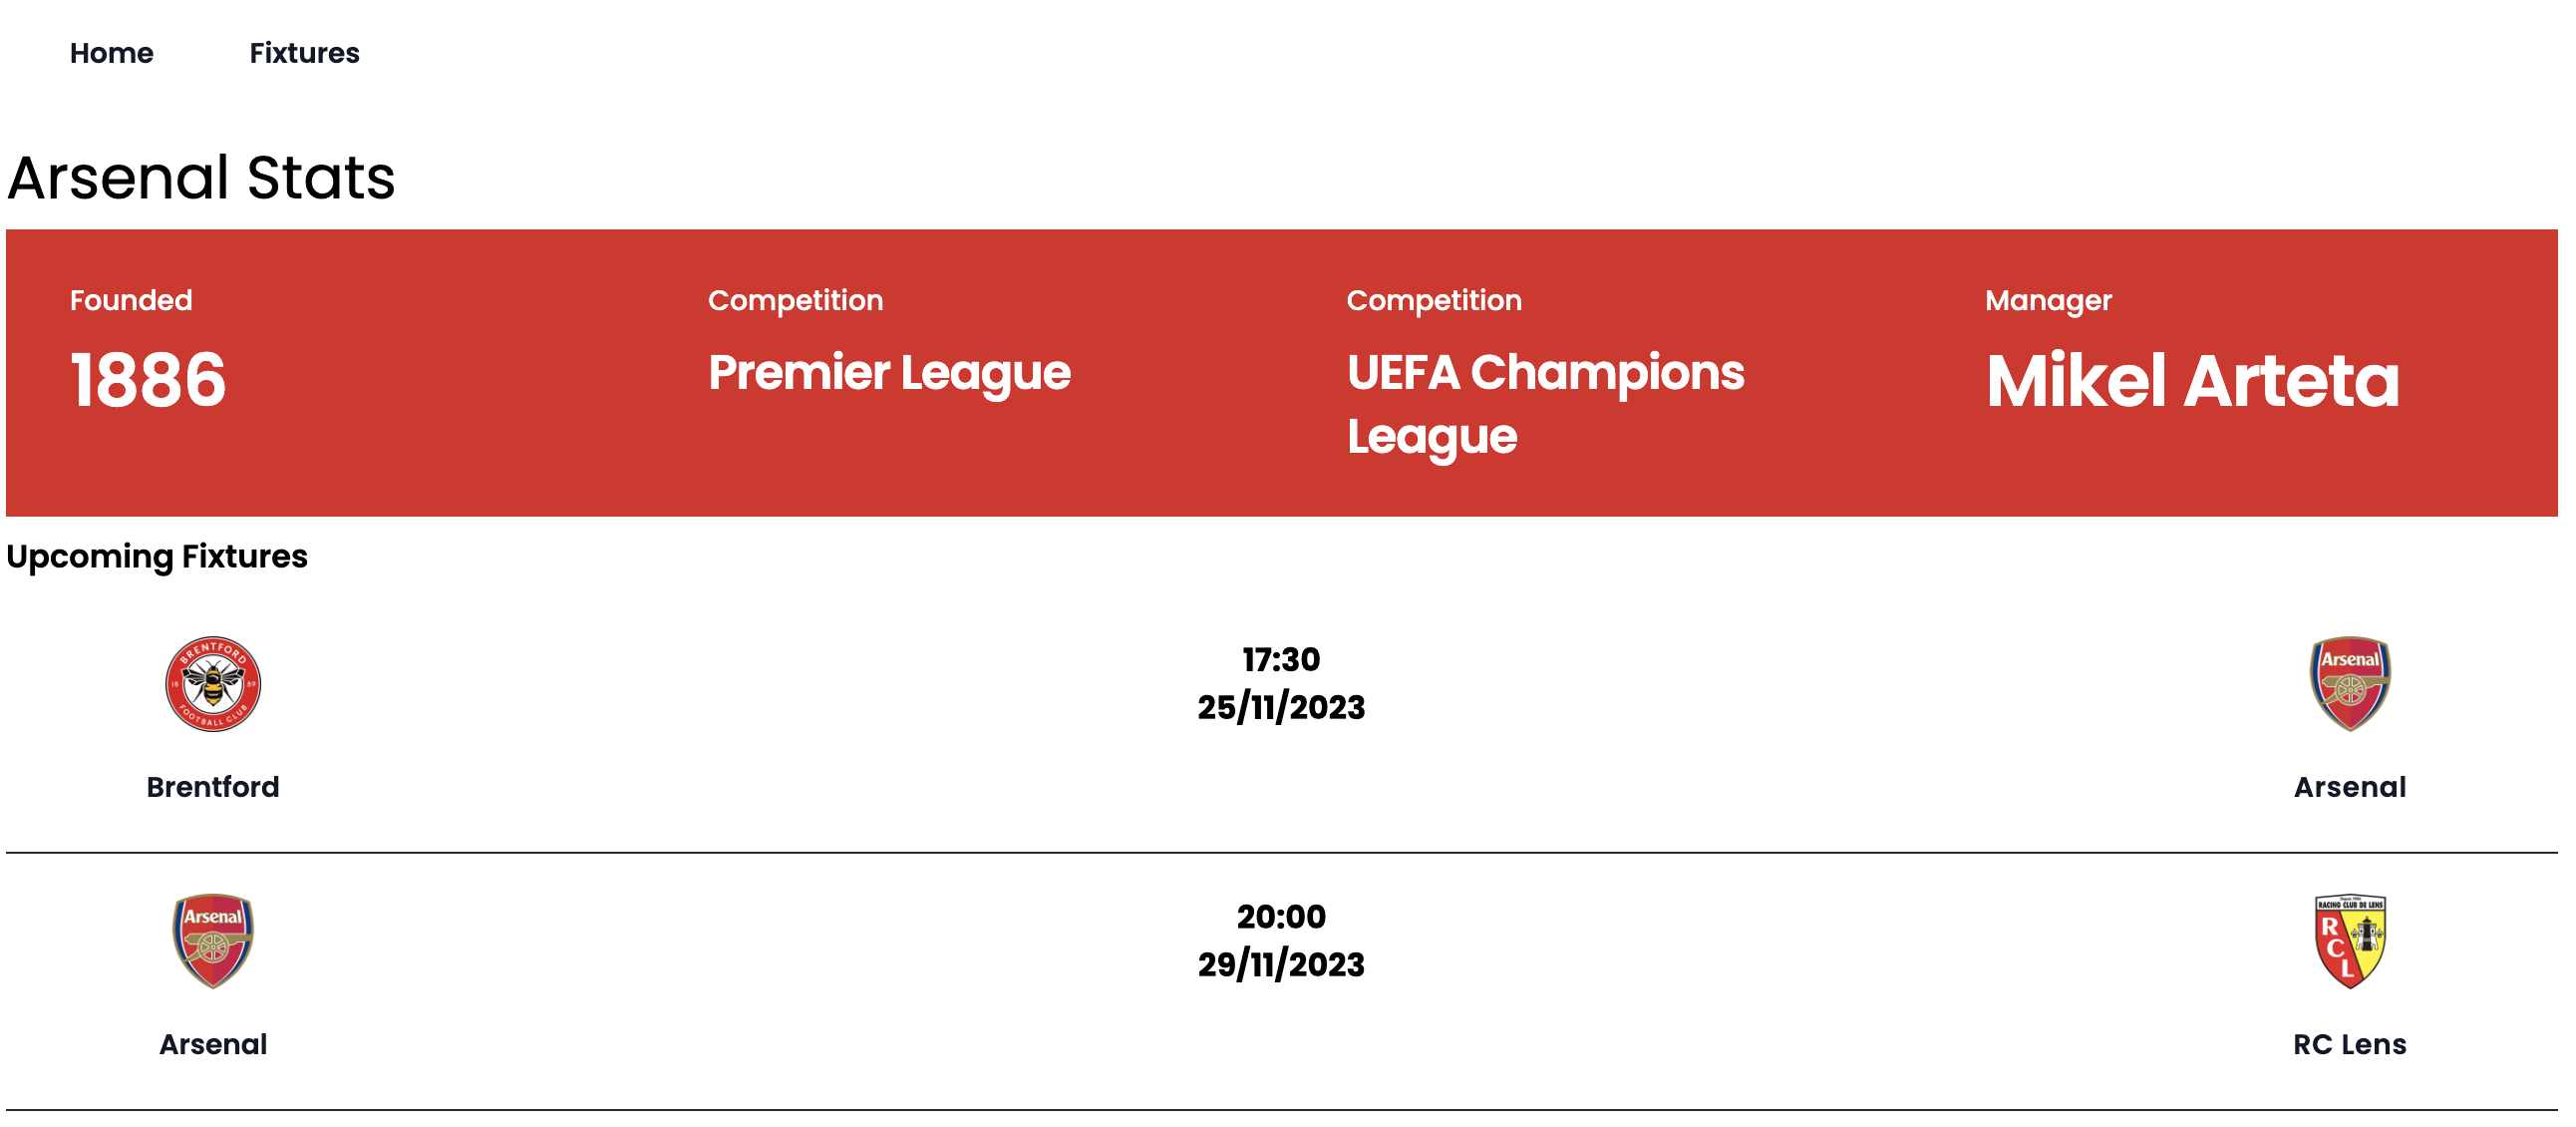 Home Fixtures
Arsenal Stats
Founded Competition Competition Manager
1886 Premier League UEFA Champions League Mikel Arteta
Upcoming Fixtures
BRENTFORD
18 89
FOOTBALL CLUB
Brentford
17:30
25/11/2023
Arsenal
Arsenal
Arsenal
Arsenal
20:00
29/11/2023
RACING CLUB DE LENS
R
C
L
RC Lens